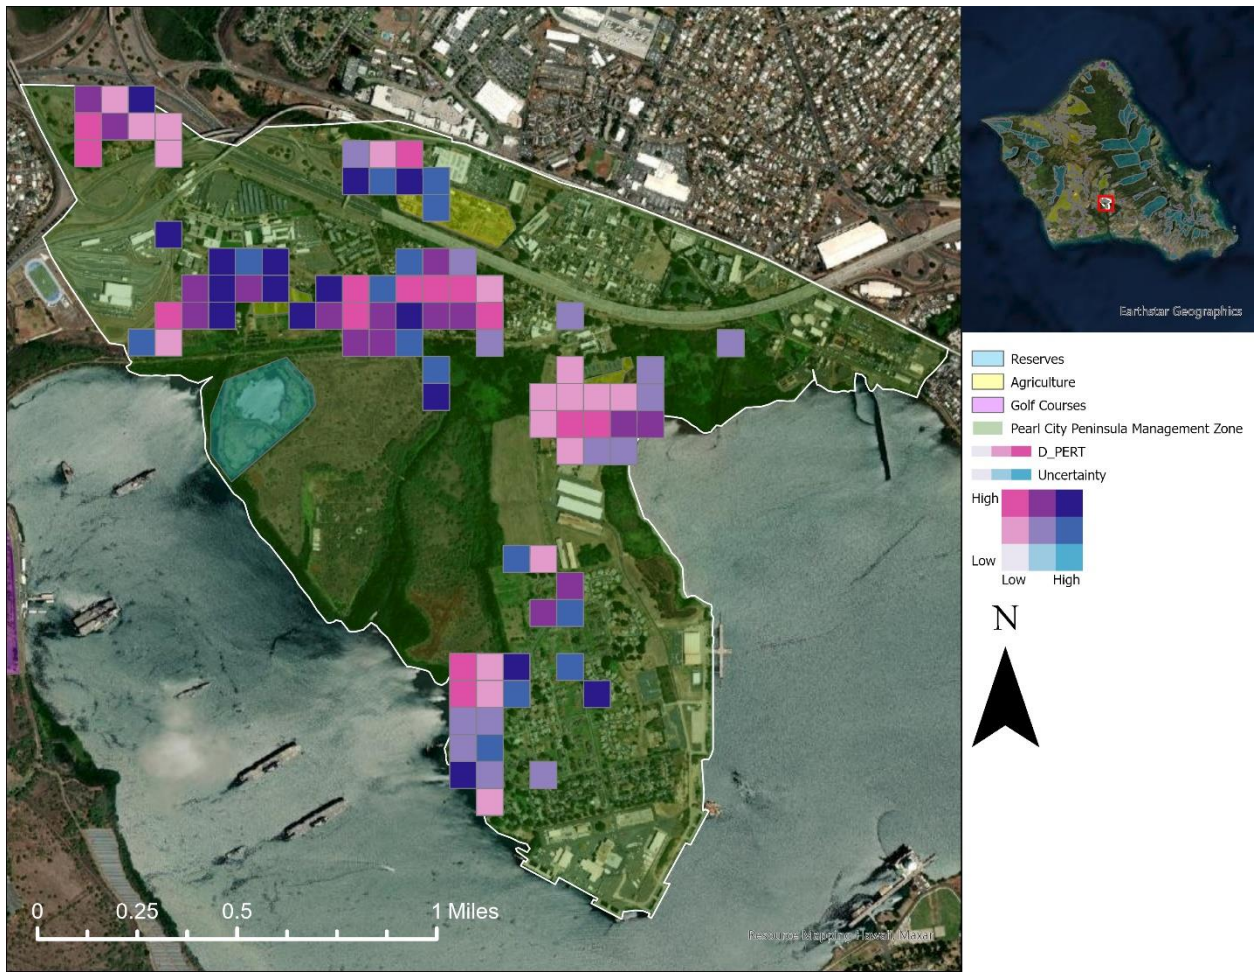 Earthstar Geographics
Reserves
Agriculture
Golf Courses
Pearl City Peninsula Management Zone
D_PERT
Uncertainty
High
Low
Low High
N
0 0.25 0.5 1 Miles
Resource Mapping Hawaii, Maxar